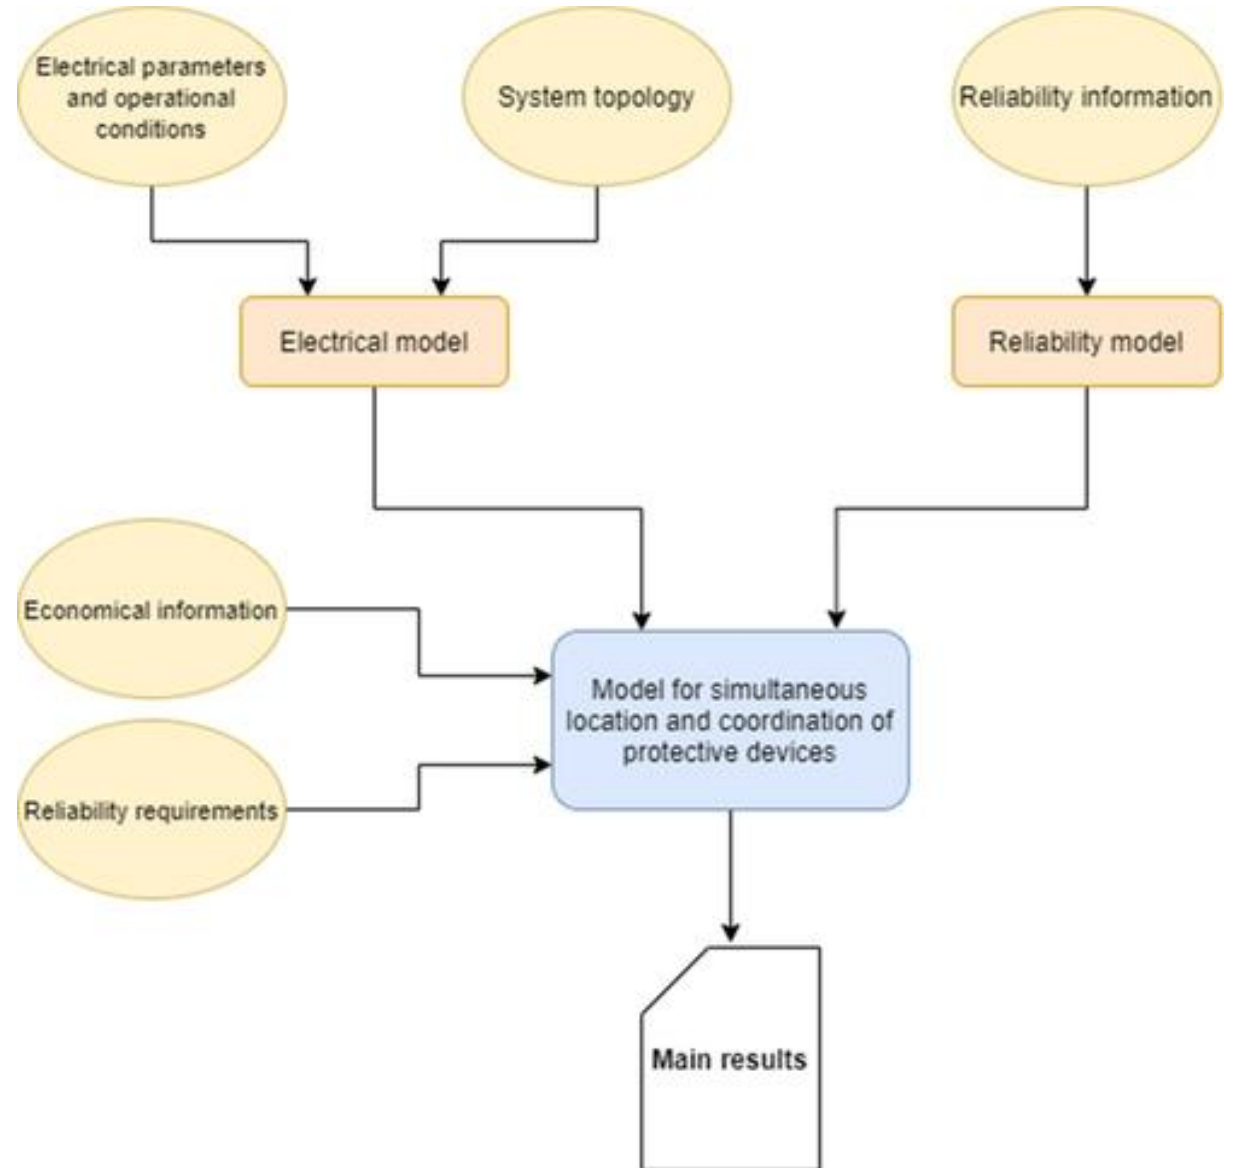 Electrical parameters
and operational
conditions
System topology
Reliability information
Electrical model
Reliability model
Economical information
Model for simultaneous
location and coordination of
protective devices
Reliability requirements
Main results